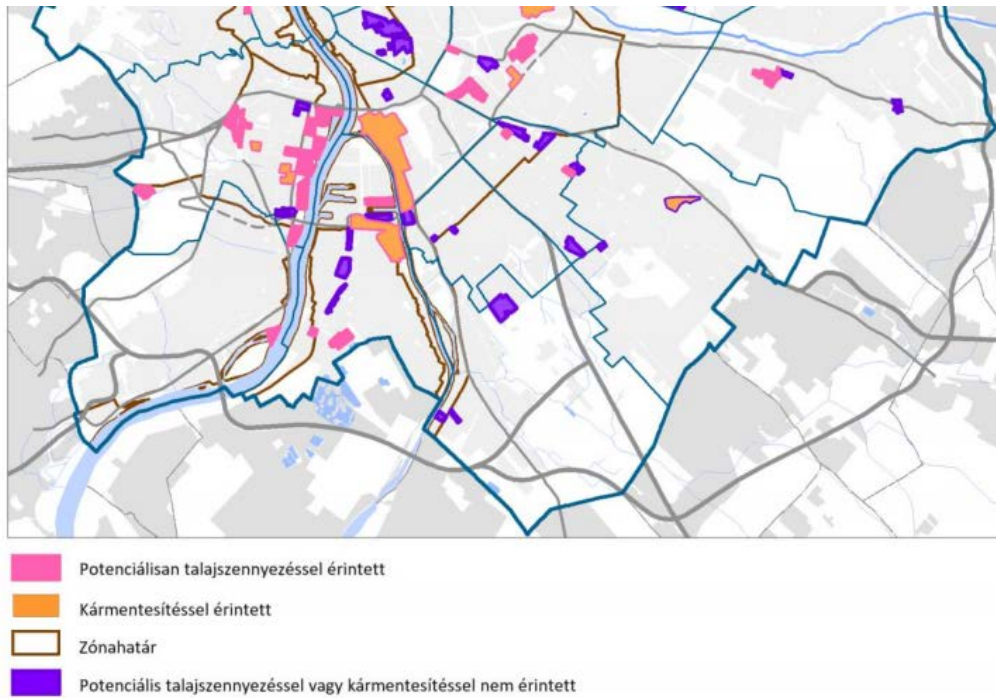 Potenciálisan talajszennyezéssel érintett
Kármentesítéssel érintett
Zónahatár
Potenciális talajszennyezéssel vagy kármentesítéssel nem érintett